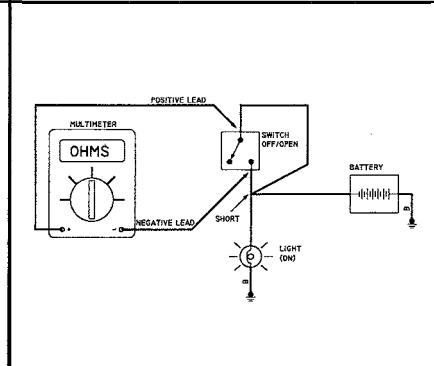 POSITIVE LEAD
MULTIMETER
SWITCH
OFF/OPEN
OHMS
BATTERY
NEGATIVE LEAD
SHORT
+
-
B
LIGHT
(ON)
B